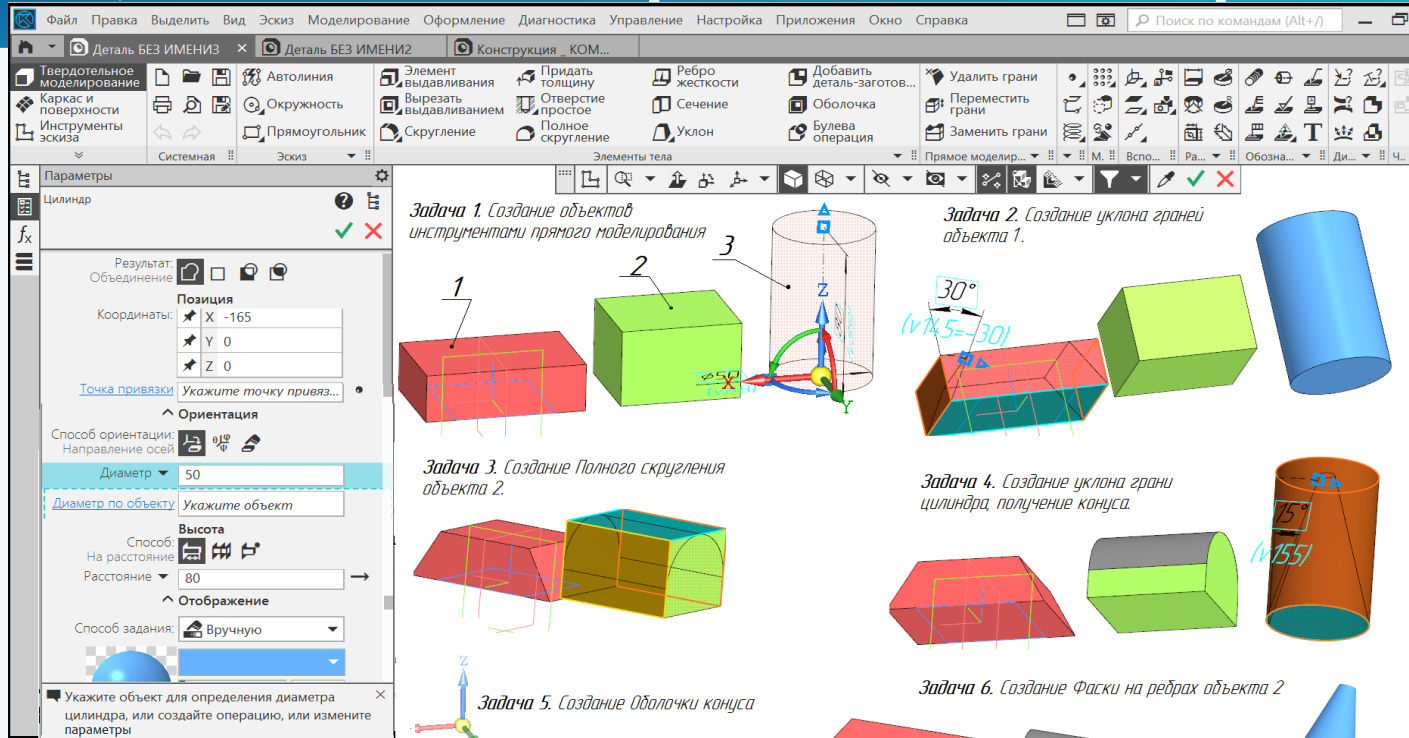 Файл Правка Выделить Вид Эскиз Моделирование Оформление Диагностика Управление Настройка Приложения Окно Справка
Поиск по командам (Alt+/)
Деталь БЕЗ ИМЕНИ3 × Деталь БЕЗ ИМЕНИ2 Конструкция _ КОМ...
Твердотельное моделирование
Каркас и поверхности
Инструменты эскиза
Системная
Автолиния
Окружность
Прямоугольник
Эскиз
Элемент выдавливания
Вырезать выдавливанием
Скругление
Придать толщину
Отверстие простое
Полное скругление
Ребро жесткости
Сечение
Уклон
Добавить деталь-заготов...
Оболочка
Булева операция
Элементы тела
Удалить грани
Переместить грани
Заменить грани
Прямое моделир...
М.
Вспо...
Ра...
Обозна...
Ди...
Ч..
Параметры
Цилиндр
fx
Результат:
Объединение
Позиция
Координаты: X -165
Y 0
Z 0
Точка привязки Укажите точку привяз...
Ориентация
Способ ориентации:
Направление осей
Диаметр 50
Диаметр по объекту Укажите объект
Высота
Способ:
На расстояние
Расстояние 80
Отображение
Способ задания: Вручную
Укажите объект для определения диаметра
цилиндра, или создайте операцию, или измените
параметры
Задача 1. Создание объектов
инструментами прямого моделирования
1
2
3
Z
X
Y
Задача 2. Создание уклона граней
объекта 1.
30°
(v145=-30)
Задача 3. Создание Полного скругления
объекта 2.
Задача 4. Создание уклона грани
цилиндра, получение конуса.
15°
(v155)
Z
Задача 5. Создание Оболочки конуса
Задача 6. Создание Фаски на ребрах объекта 2